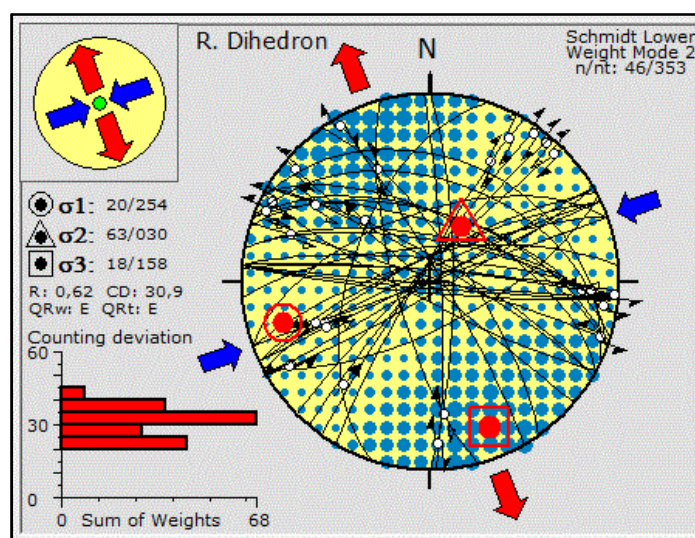 R. Dihedron
N
Schmidt Lower
Weight Mode 2
n/nt: 46/353
σ1: 20/254
σ2: 63/030
σ3: 18/158
R: 0,62 CD: 30,9
QRw: E QRt: E
Counting deviation
60
30
0
0 Sum of Weights 68